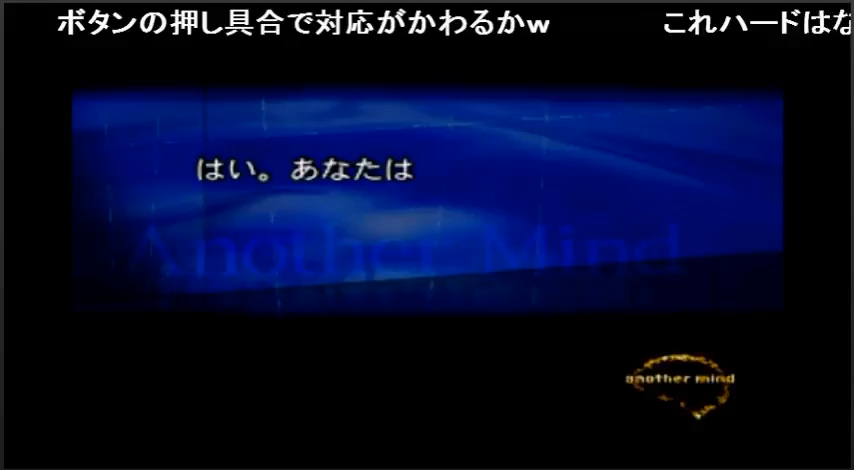 ボタンの押し具合で対応がかわるかw
これハードはな
はい。あなたは
Another Mind
another mind